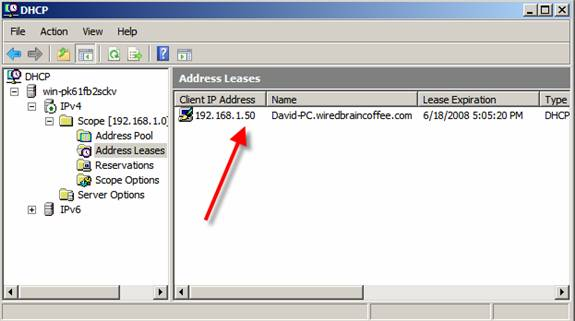 DHCP
File Action View Help
DHCP
win-pk61fb2sckv
IPv4
Scope [192.168.1.0]
Address Pool
Address Leases
Reservations
Scope Options
Server Options
IPv6
Address Leases
Client IP Address Name Lease Expiration Type
192.168.1.50 David-PC.wiredbraincoffee.com 6/18/2008 5:05:20 PM DHCP